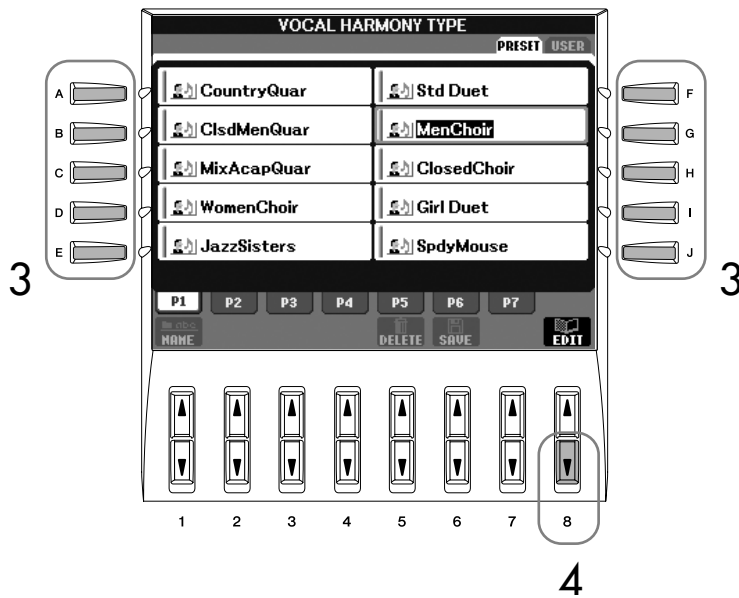 VOCAL HARMONY TYPE
PRESET USER
A CountryQuar Std Duet F
B ClsdMenQuar MenChoir G
C MixAcapQuar ClosedChoir H
D WomenChoir Girl Duet I
E JazzSisters SpdyMouse J
3 3
P1 P2 P3 P4 P5 P6 P7
abc
NAME DELETE SAVE EDIT
1 2 3 4 5 6 7 8
4